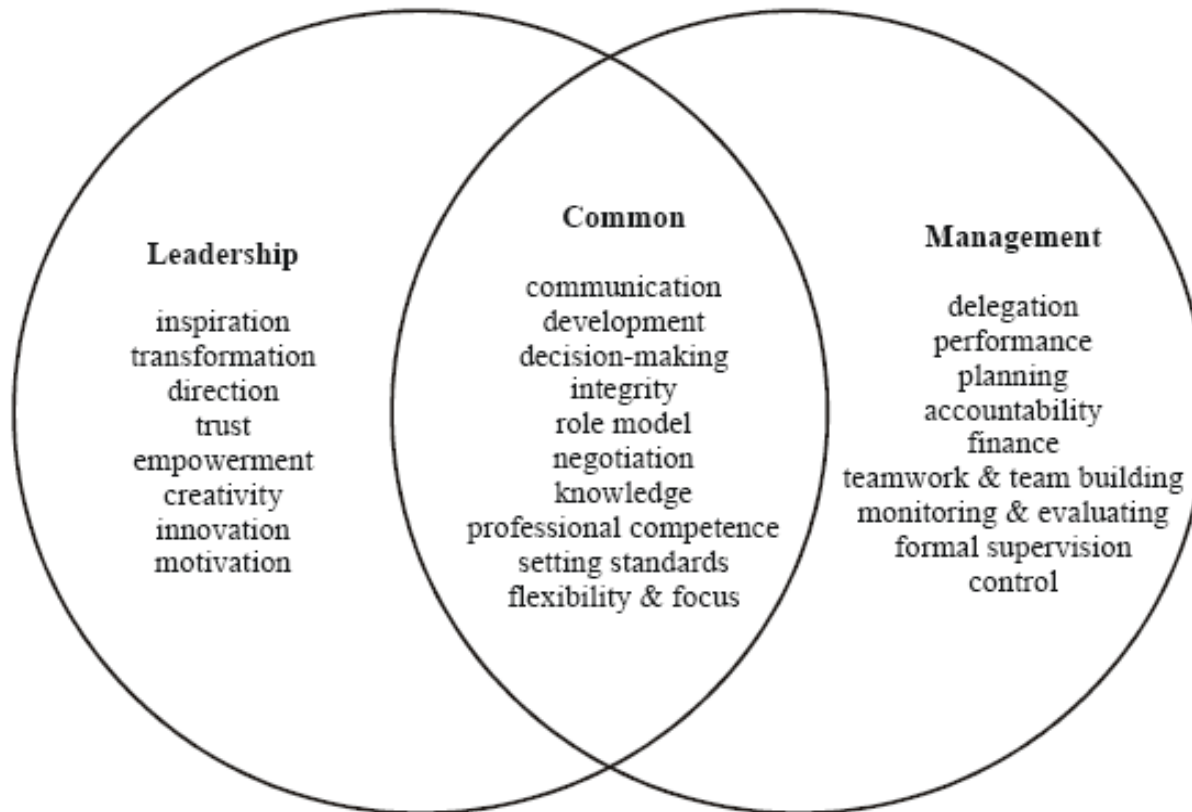 Leadership
inspiration
transformation
direction
trust
empowerment
creativity
innovation
motivation
Common
communication
development
decision-making
integrity
role model
negotiation
knowledge
professional competence
setting standards
flexibility & focus
Management
delegation
performance
planning
accountability
finance
teamwork & team building
monitoring & evaluating
formal supervision
control